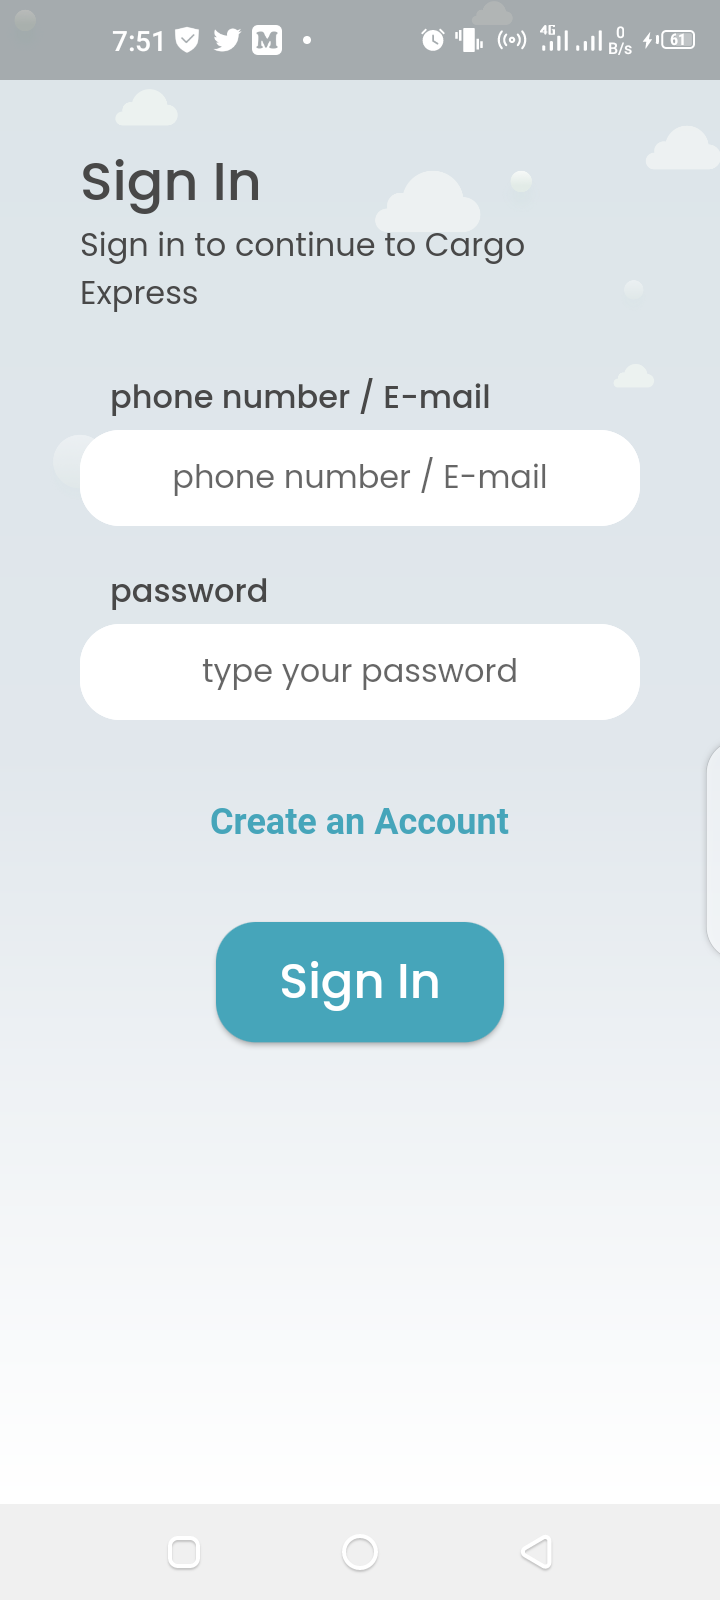 7:51 4G 0 B/s 61
Sign In
Sign in to continue to Cargo
Express
phone number / E-mail
phone number / E-mail
password
type your password
Create an Account
Sign In